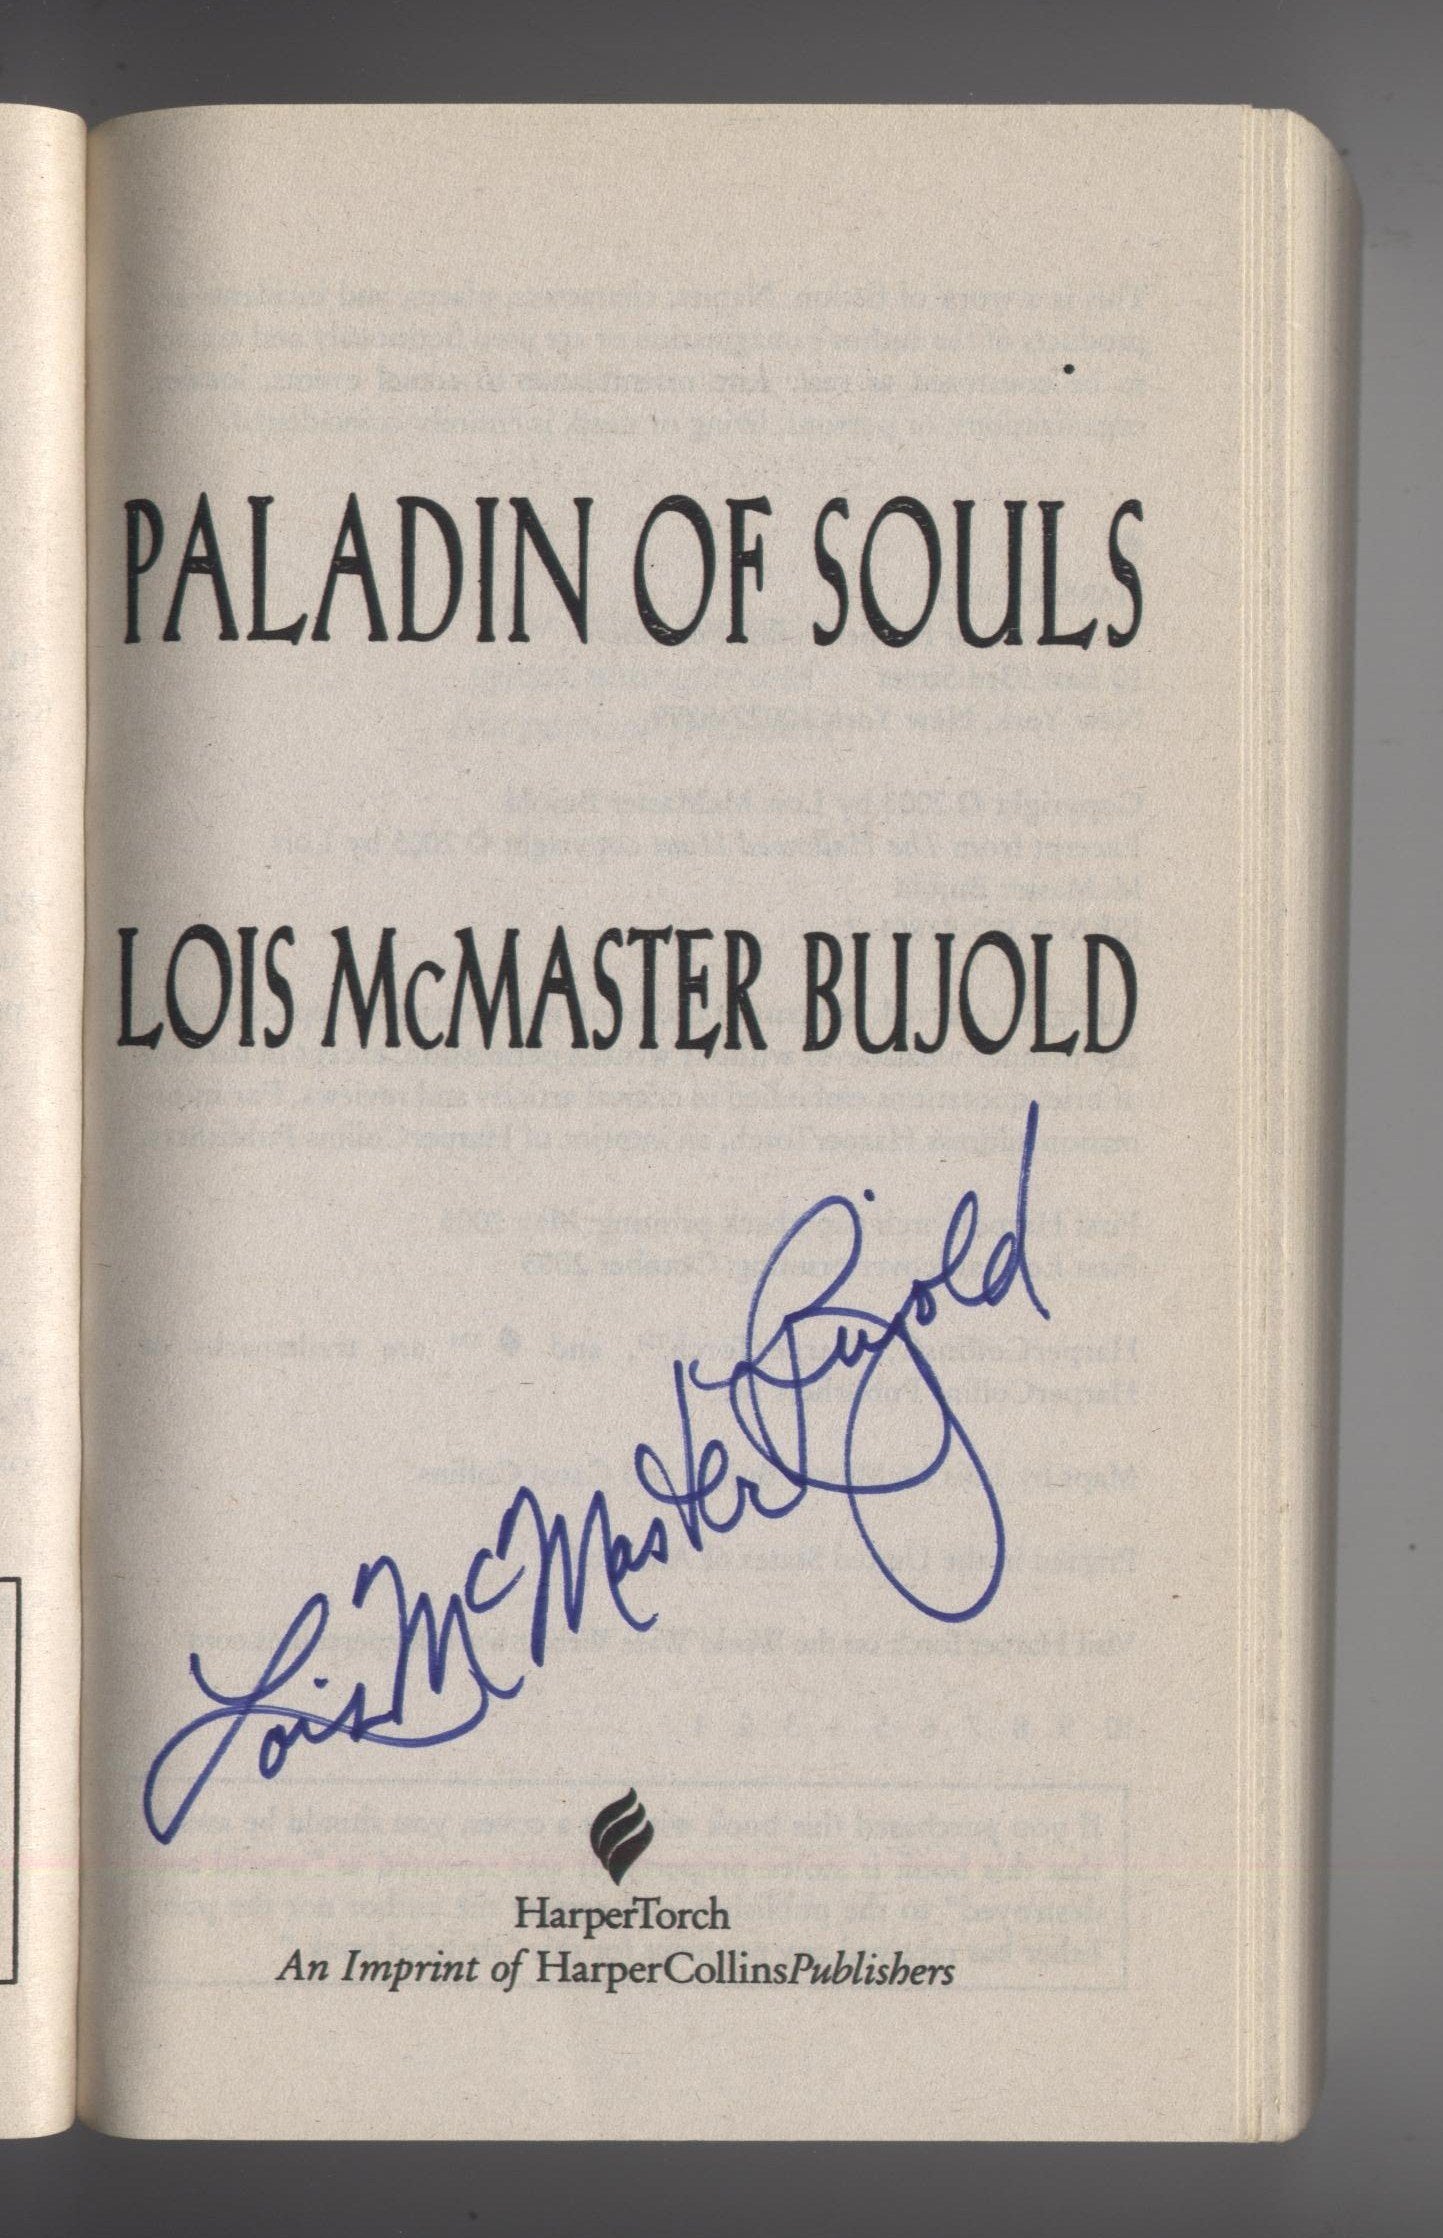 PALADIN OF SOULS
LOIS McMASTER BUJOLD
Lois McMaster Bujold
HarperTorch
An Imprint of HarperCollinsPublishers